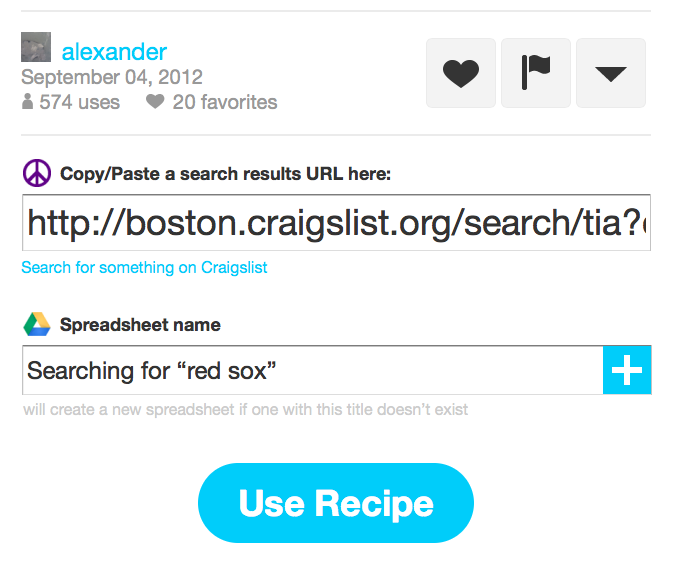 alexander
September 04, 2012
574 uses 20 favorites
Copy/Paste a search results URL here:
http://boston.craigslist.org/search/tia?
Search for something on Craigslist
Spreadsheet name
Searching for “red sox”
will create a new spreadsheet if one with this title doesn’t exist
Use Recipe